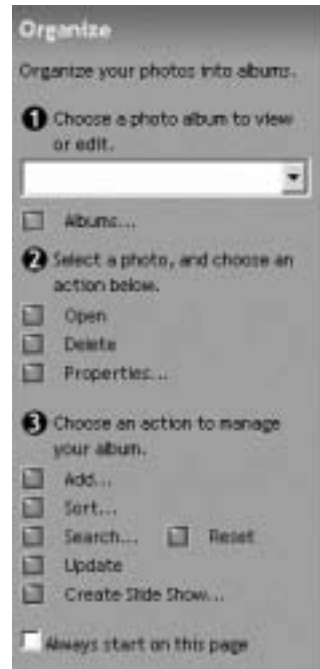 Organize
Organize your photos into albums.
1 Choose a photo album to view
or edit.
Albums...
2 Select a photo, and choose an
action below.
Open
Delete
Properties...
3 Choose an action to manage
your album.
Add...
Sort...
Search... Reset
Update
Create Slide Show...
Always start on this page